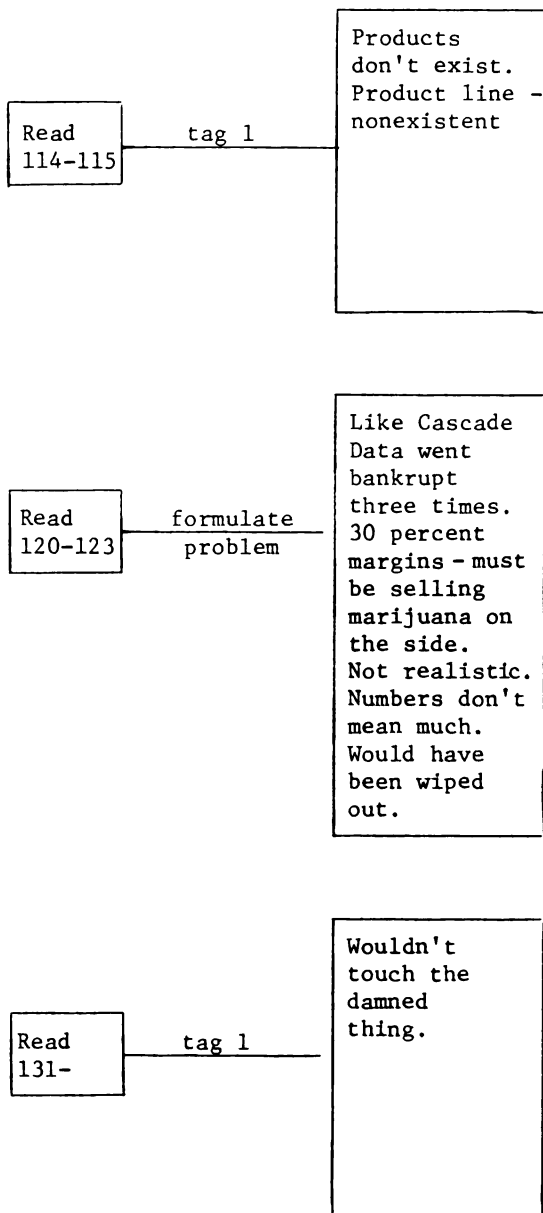 Products
don't exist.
Product line -
nonexistent
Read
114-115
tag 1
Like Cascade
Data went
bankrupt
three times.
30 percent
margins - must
be selling
marijuana on
the side.
Not realistic.
Numbers don't
mean much.
Would have
been wiped
out.
Read
120-123
formulate
problem
Wouldn't
touch the
damned
thing.
Read
131-
tag 1